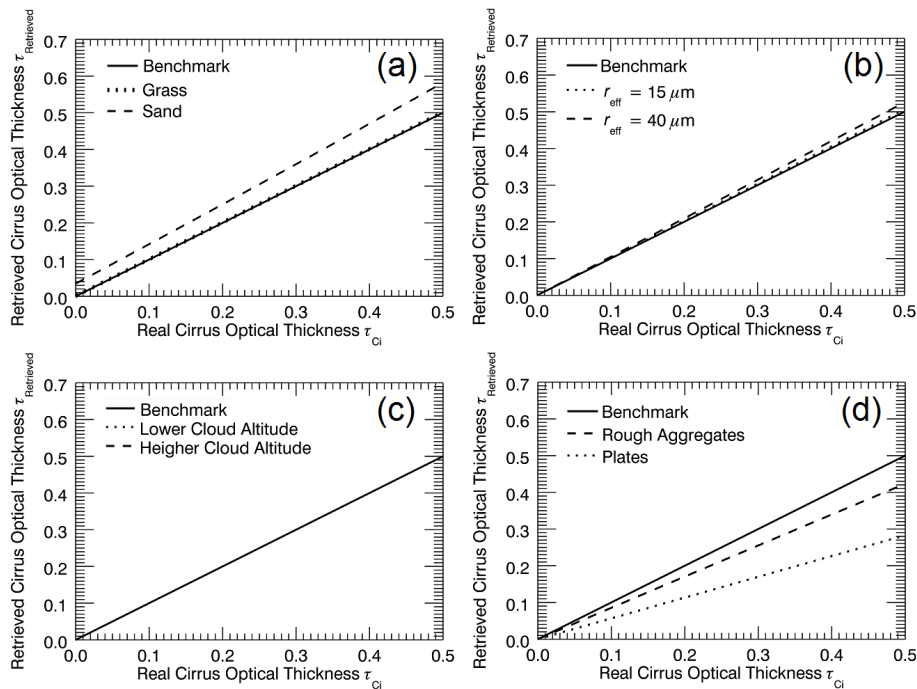 (a)
Benchmark
Grass
Sand
Retrieved Cirrus Optical Thickness τRetrieved
0.7
0.6
0.5
0.4
0.3
0.2
0.1
0.0
0.0 0.1 0.2 0.3 0.4 0.5
Real Cirrus Optical Thickness τCi
(b)
Benchmark
reff = 15 μm
reff = 40 μm
Retrieved Cirrus Optical Thickness τRetrieved
0.7
0.6
0.5
0.4
0.3
0.2
0.1
0.0
0.0 0.1 0.2 0.3 0.4 0.5
Real Cirrus Optical Thickness τCi
(c)
Benchmark
Lower Cloud Altitude
Heigher Cloud Altitude
Retrieved Cirrus Optical Thickness τRetrieved
0.7
0.6
0.5
0.4
0.3
0.2
0.1
0.0
0.0 0.1 0.2 0.3 0.4 0.5
Real Cirrus Optical Thickness τCi
(d)
Benchmark
Rough Aggregates
Plates
Retrieved Cirrus Optical Thickness τRetrieved
0.7
0.6
0.5
0.4
0.3
0.2
0.1
0.0
0.0 0.1 0.2 0.3 0.4 0.5
Real Cirrus Optical Thickness τCi